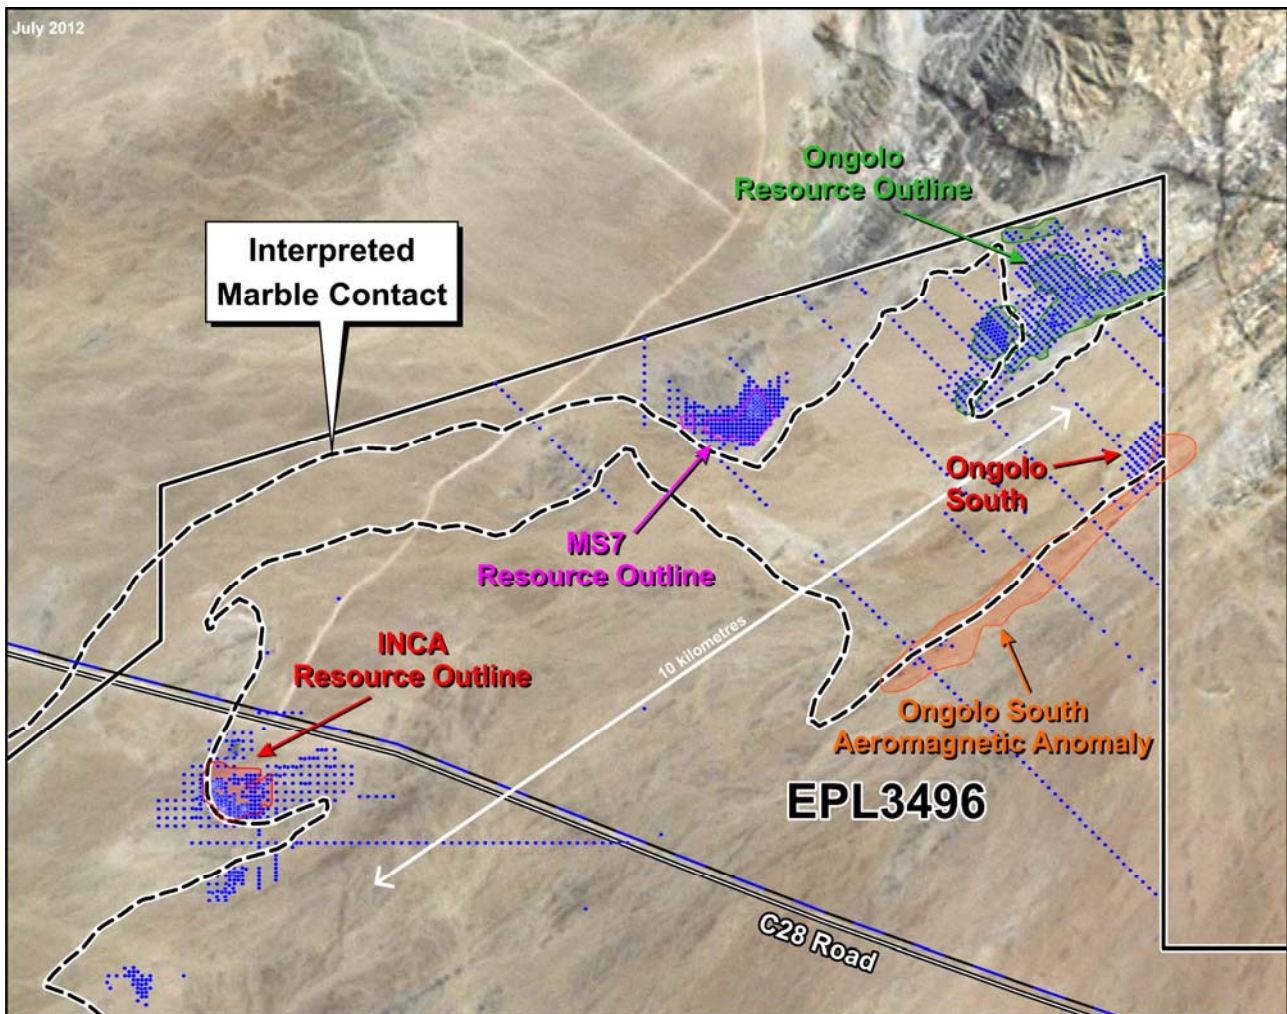 July 2012
Ongolo
Resource Outline
Interpreted
Marble Contact
Ongolo
South
MS7
Resource Outline
10 kilometres
INCA
Resource Outline
Ongolo South
Aeromagnetic Anomaly
EPL3496
C28 Road